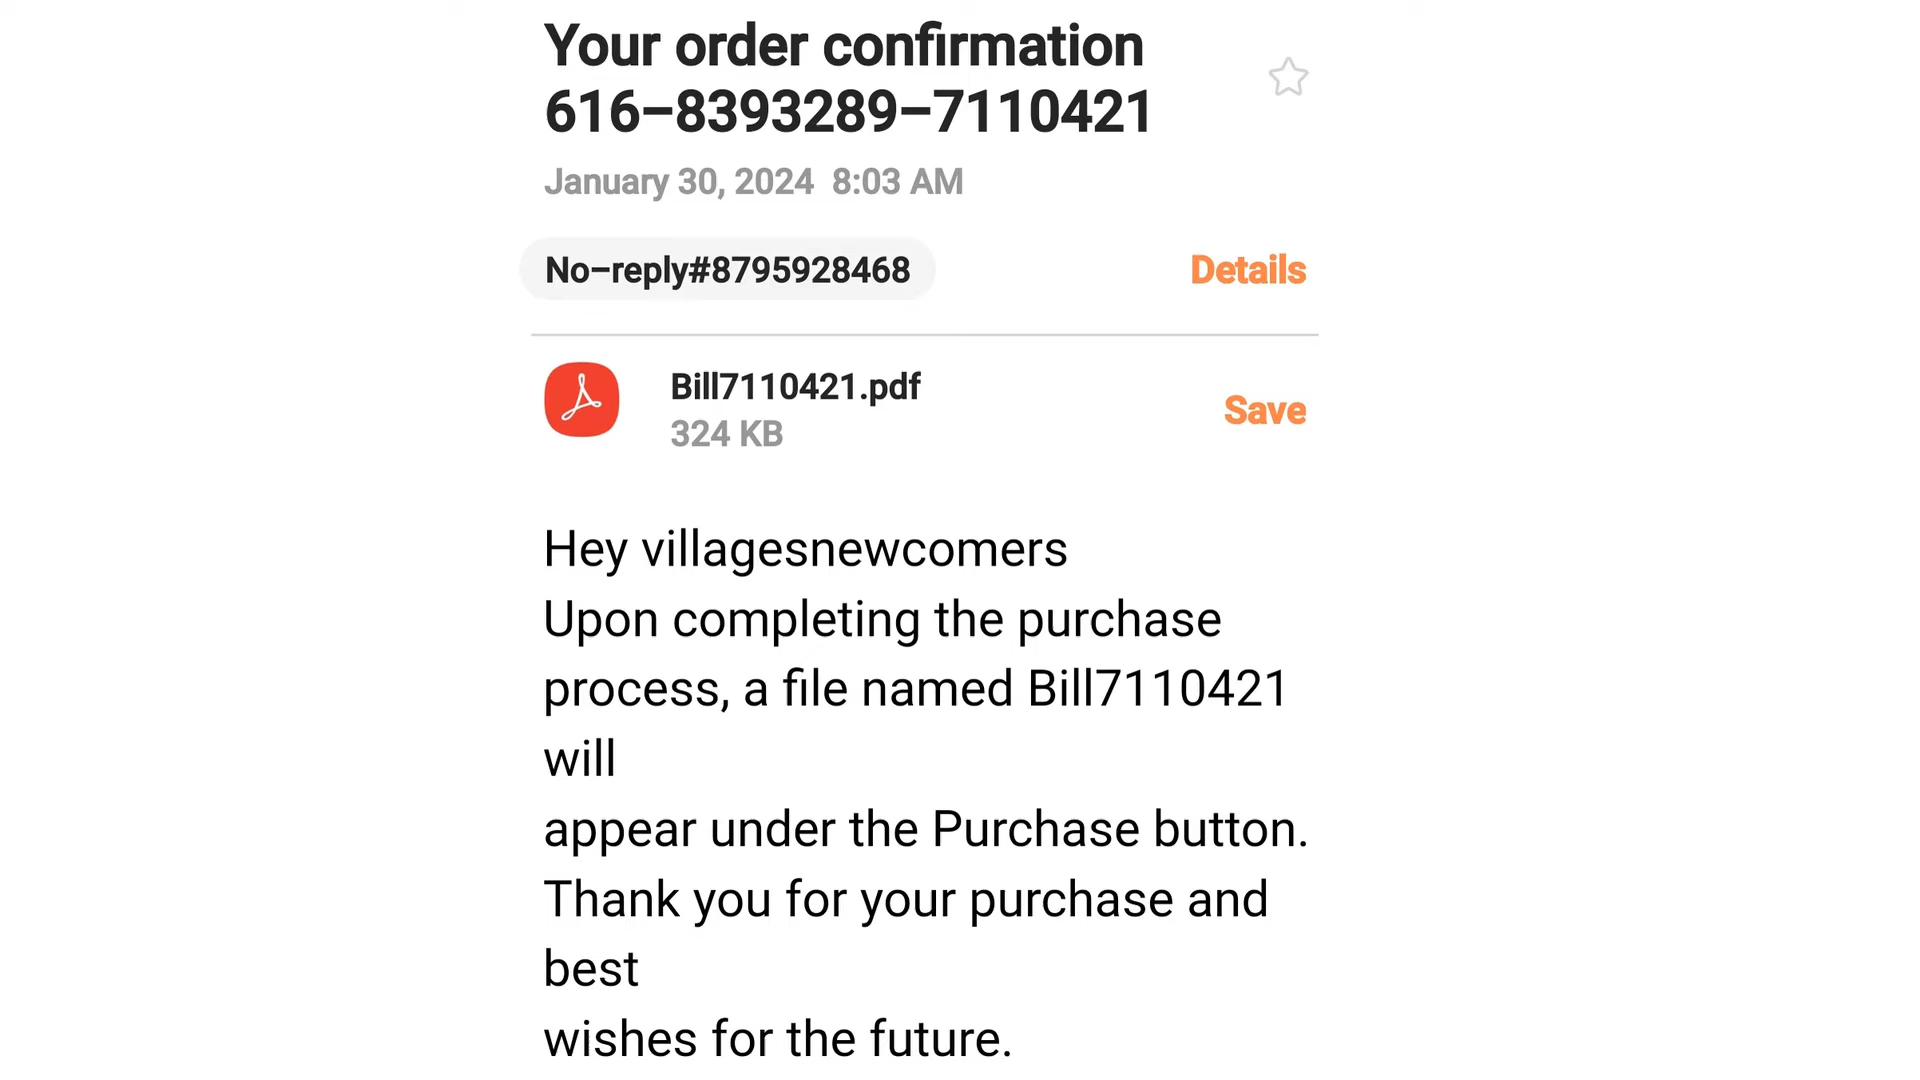 Your order confirmation
616–8393289–7110421
January 30, 2024 8:03 AM
No–reply#8795928468
Details
Bill7110421.pdf
324 KB
Save
Hey villagesnewcomers
Upon completing the purchase
process, a file named Bill7110421
will
appear under the Purchase button.
Thank you for your purchase and
best
wishes for the future.